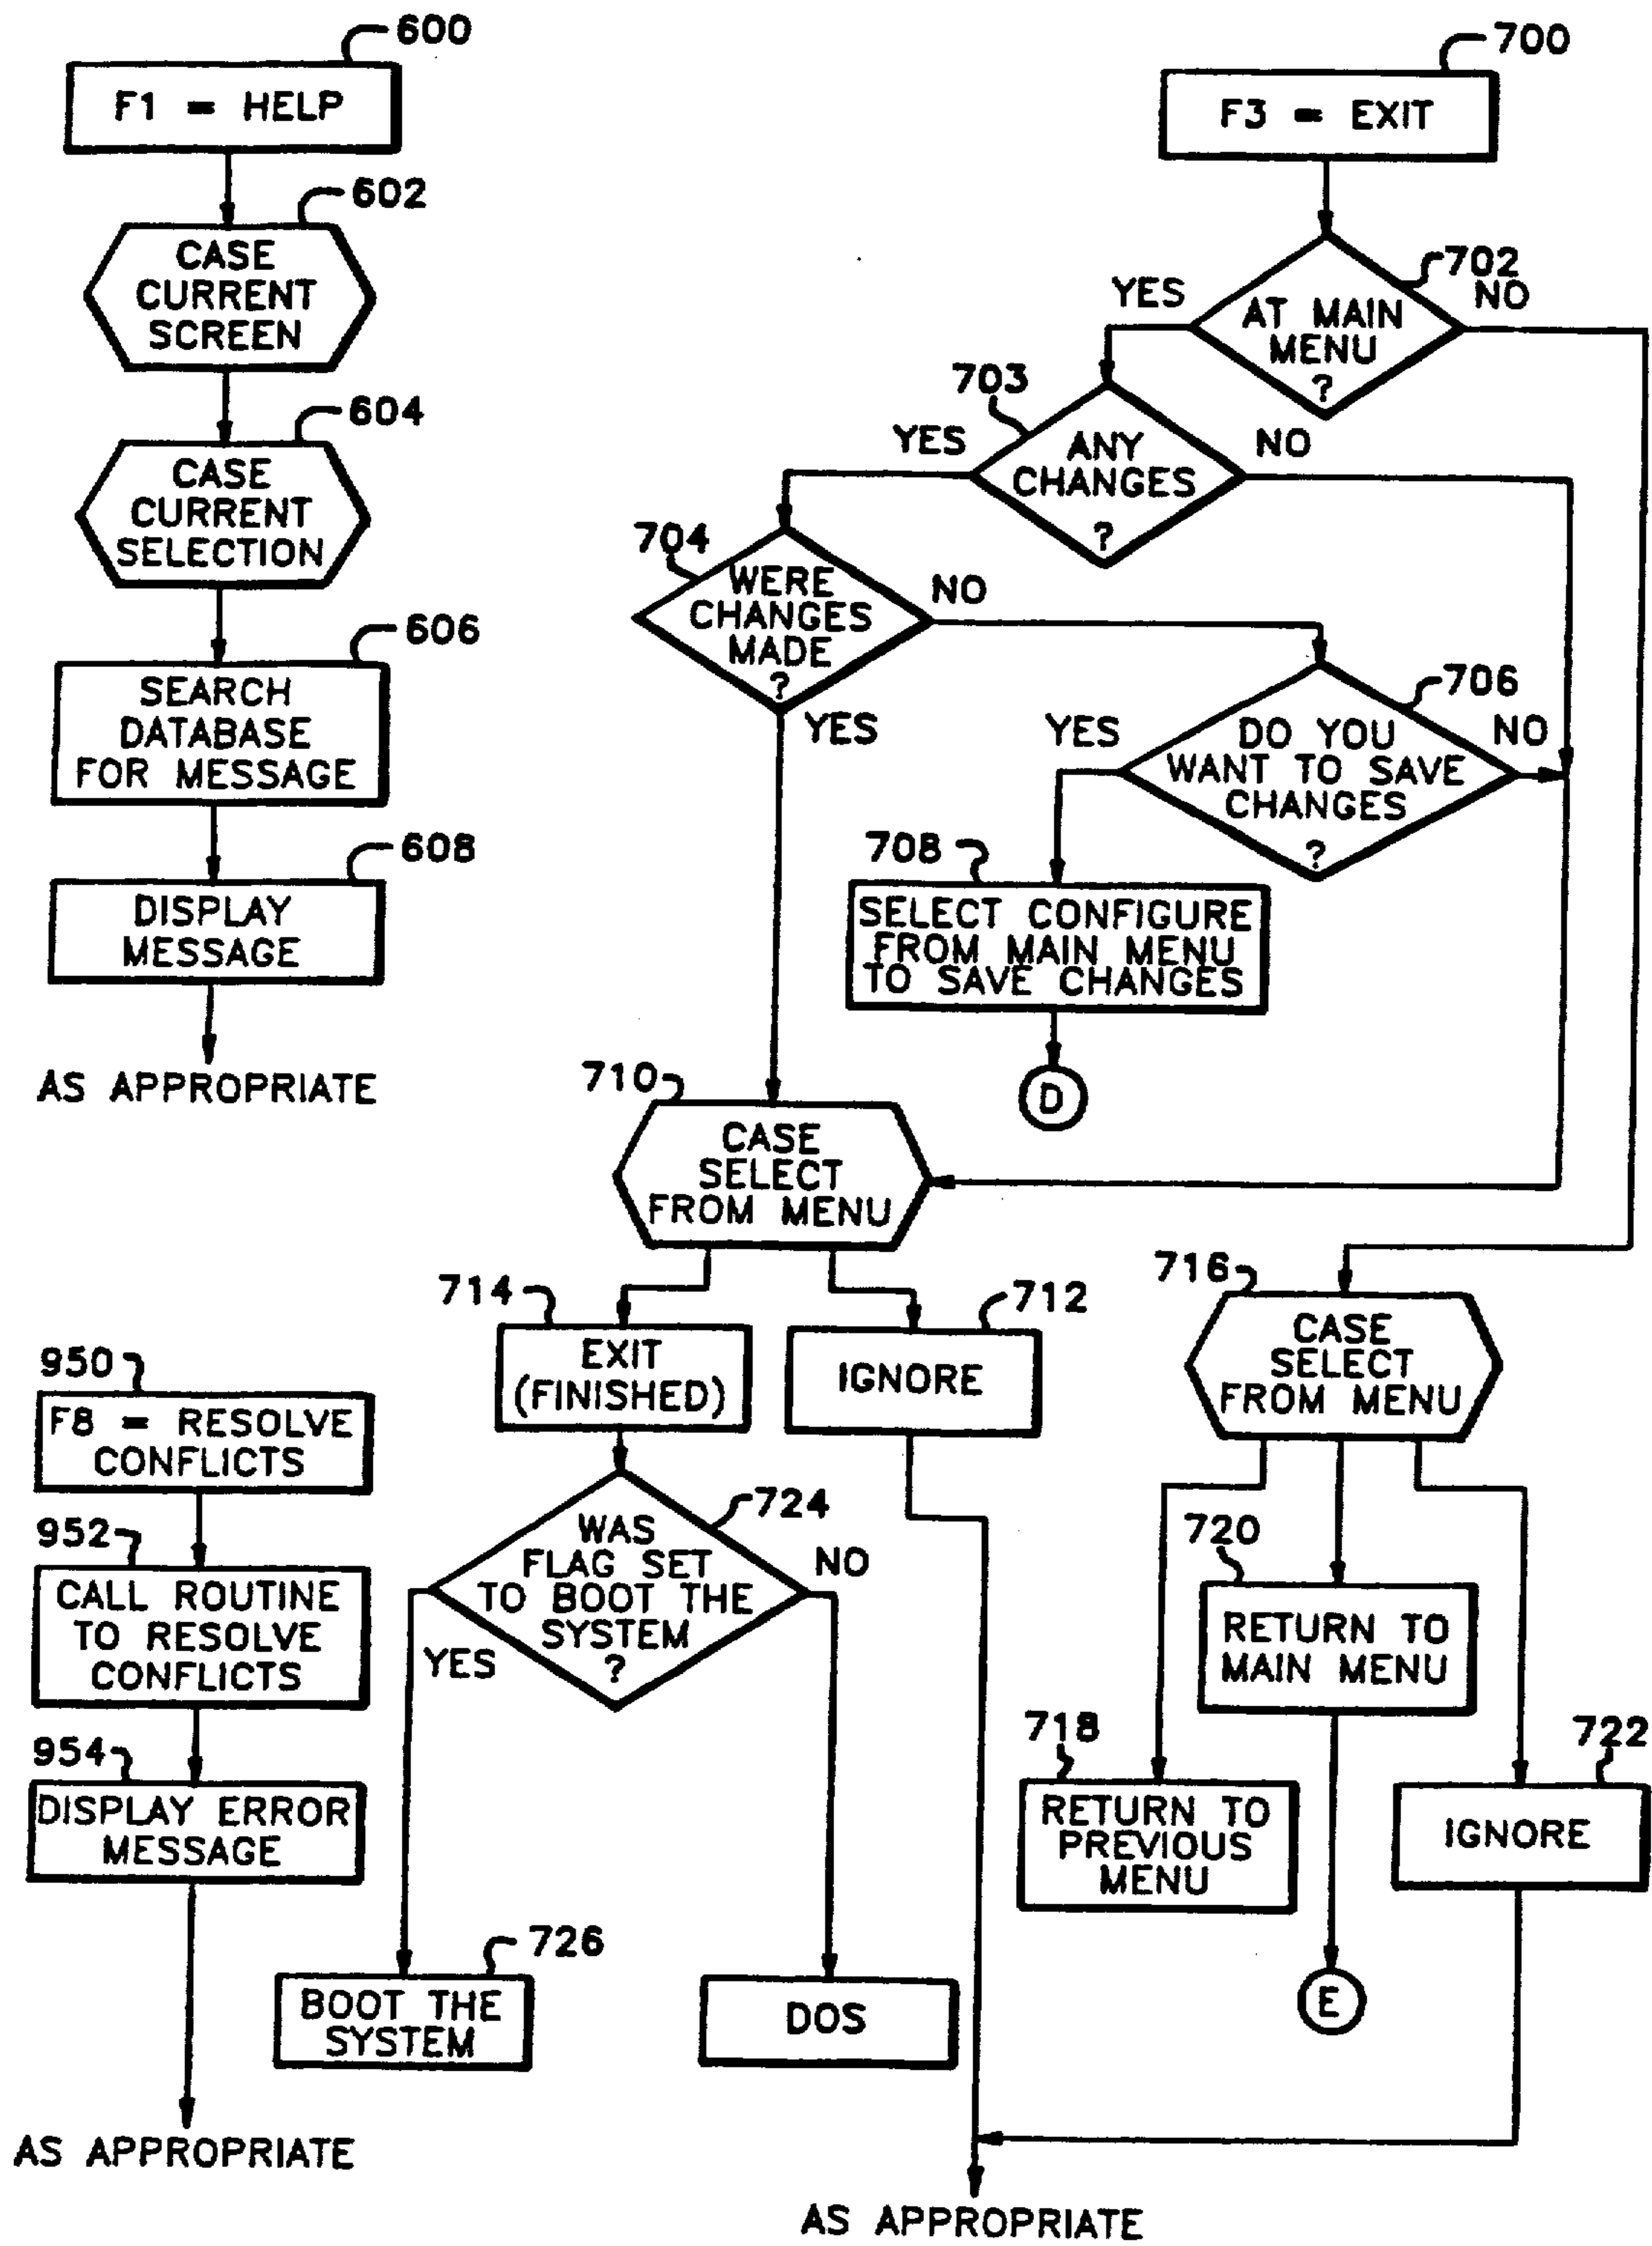 600
F1 = HELP
602
CASE
CURRENT
SCREEN
604
CASE
CURRENT
SELECTION
606
SEARCH
DATABASE
FOR MESSAGE
608
DISPLAY
MESSAGE
AS APPROPRIATE
700
F3 = EXIT
702
YES
NO
AT MAIN
MENU
?
703
YES
NO
ANY
CHANGES
?
704
NO
WERE
CHANGES
MADE
?
YES
706
YES
NO
DO YOU
WANT TO SAVE
CHANGES
?
708
SELECT CONFIGURE
FROM MAIN MENU
TO SAVE CHANGES
D
710
CASE
SELECT
FROM MENU
714
EXIT
(FINISHED)
712
IGNORE
716
CASE
SELECT
FROM MENU
724
WAS
FLAG SET
TO BOOT THE
SYSTEM
?
NO
YES
726
BOOT THE
SYSTEM
DOS
720
RETURN TO
MAIN MENU
718
RETURN TO
PREVIOUS
MENU
722
IGNORE
E
AS APPROPRIATE
950
F8 = RESOLVE
CONFLICTS
952
CALL ROUTINE
TO RESOLVE
CONFLICTS
954
DISPLAY ERROR
MESSAGE
AS APPROPRIATE